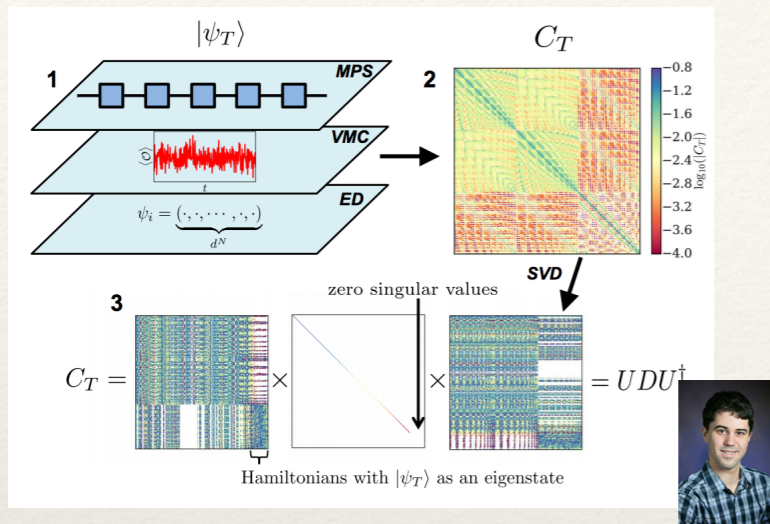 |ψ_T⟩
C_T
1
MPS
VMC
⟨O⟩
t
ED
ψ_i = (·, ·, ⋯ , ·, ·)
d^N
2
−0.8
−1.2
−1.6
−2.0
−2.4
−2.8
−3.2
−3.6
−4.0
log₁₀(|C_T|)
SVD
3
zero singular values
C_T = × × = UDU†
Hamiltonians with |ψ_T⟩ as an eigenstate